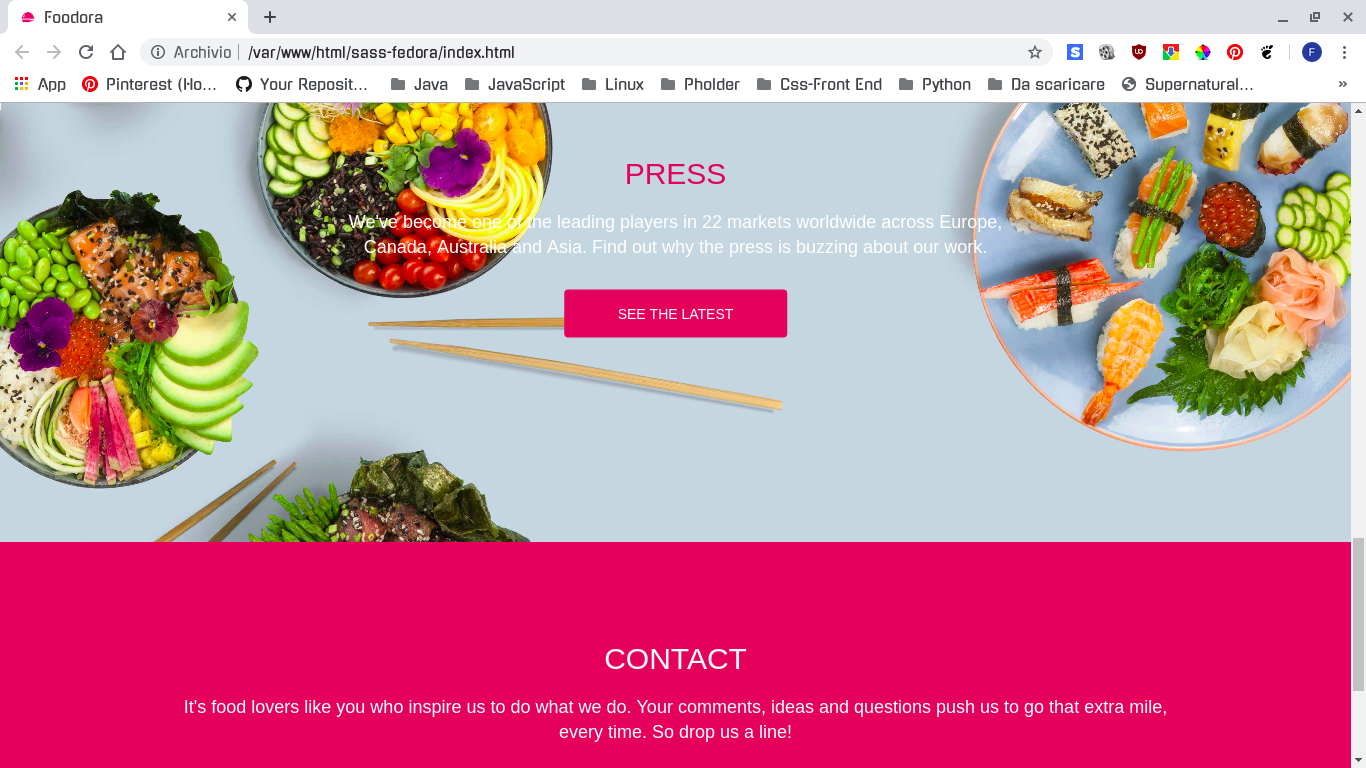 Foodora
Archivio /var/www/html/sass-fedora/index.html
F
App Pinterest (Ho... Your Reposit... Java JavaScript Linux Pholder Css-Front End Python Da scaricare Supernatural... »
PRESS
We've become one of the leading players in 22 markets worldwide across Europe,
Canada, Australia and Asia. Find out why the press is buzzing about our work.
SEE THE LATEST
CONTACT
It's food lovers like you who inspire us to do what we do. Your comments, ideas and questions push us to go that extra mile,
every time. So drop us a line!